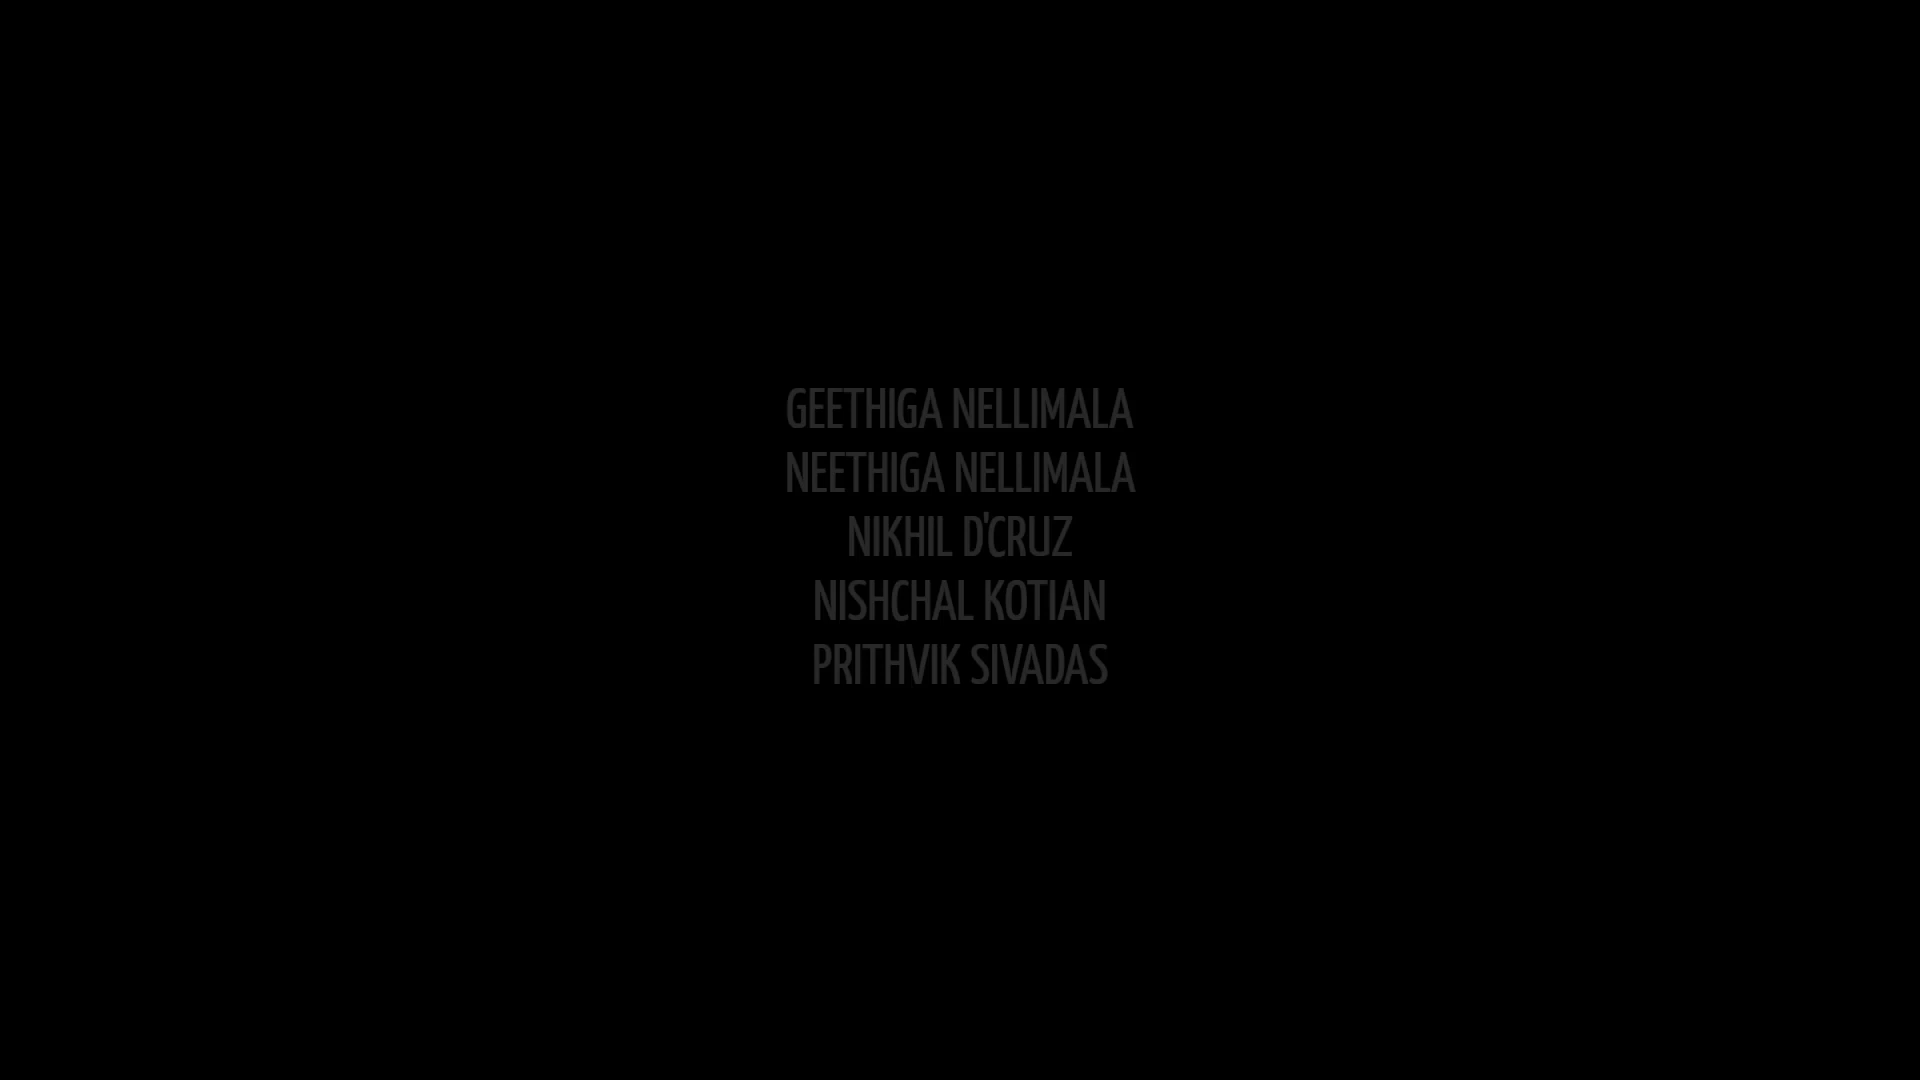 GEETHIGA NELLIMALA
NEETHIGA NELLIMALA
NIKHIL D'CRUZ
NISHCHAL KOTIAN
PRITHVIK SIVADAS